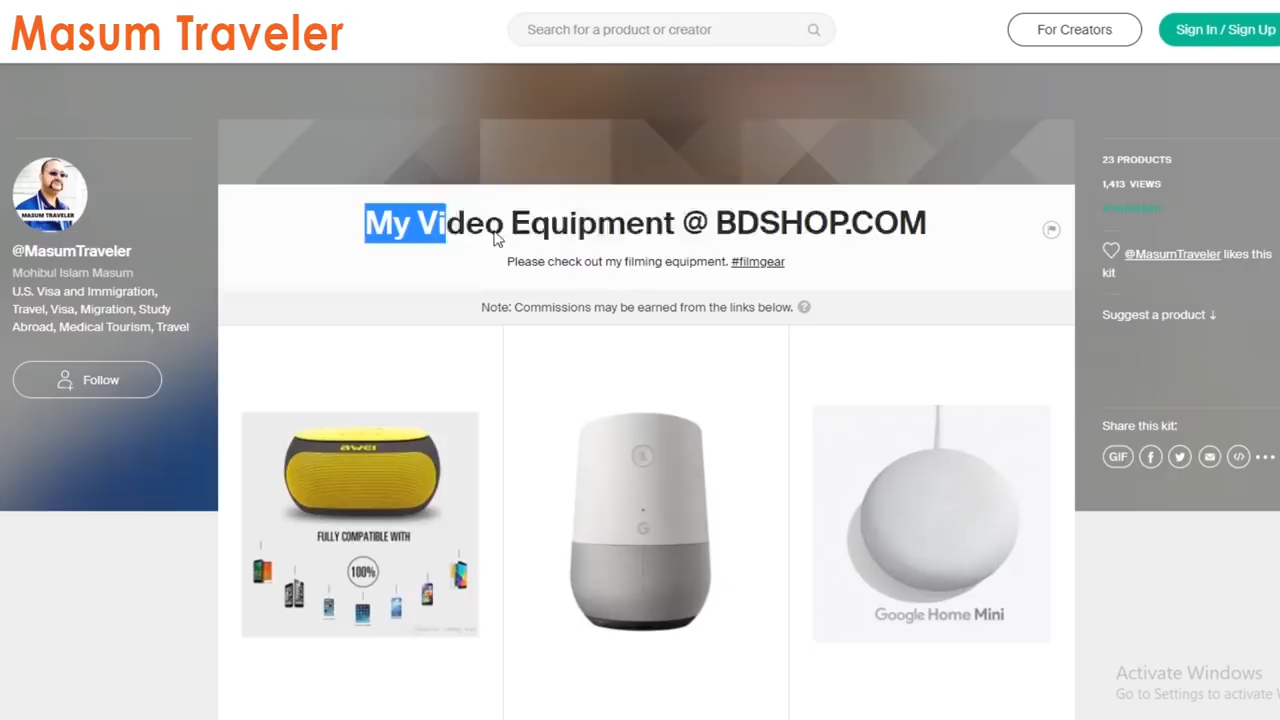 Masum Traveler
Search for a product or creator
For Creators
Sign In / Sign Up
MASUM TRAVELER
@MasumTraveler
Mohibul Islam Masum
U.S. Visa and Immigration,
Travel, Visa, Migration, Study
Abroad, Medical Tourism, Travel
Follow
My Video Equipment @ BDSHOP.COM
Please check out my filming equipment. #filmgear
Note: Commissions may be earned from the links below. ?
23 PRODUCTS
1,413 VIEWS
@MasumTraveler likes this
kit
Suggest a product ↓
Share this kit:
GIF
AWEI
FULLY COMPATIBLE WITH
100%
G
Google Home Mini
Activate Windows
Go to Settings to activate